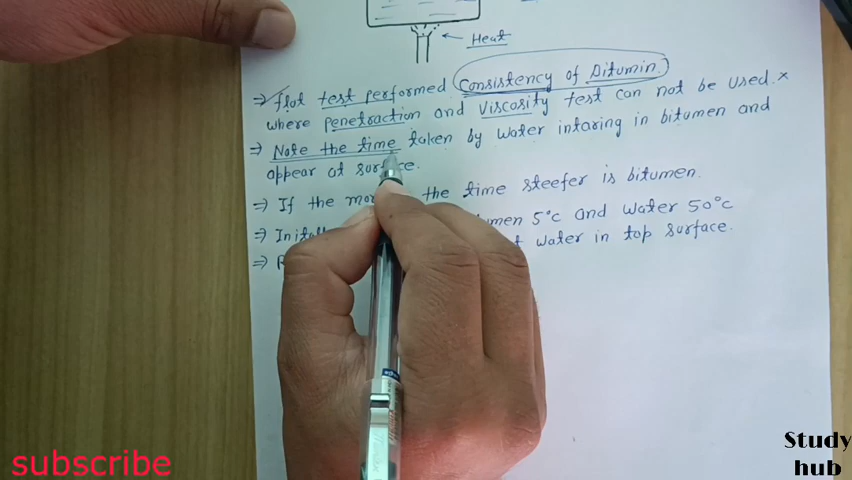 Heat
⇒ flot test performed Consistency of Bitumin.
where penetraction and viscosity test can not be used. ×
⇒ Note the time taken by water intaring in bitumen and
appear at surface.
⇒ If the mor the time steefer is bitumen.
⇒ umen 5°c and water 50°c
water in top surface.
⇒
subscribe
Study
hub